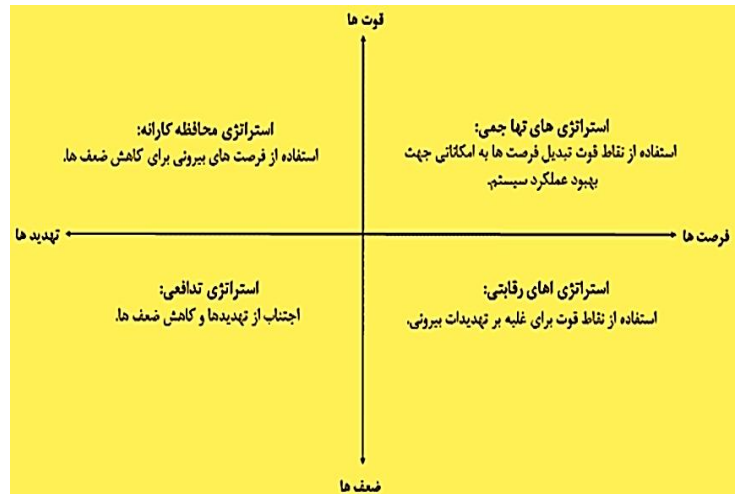 قوت ها
استراتژی های تها جمی:
استفاده از نقاط قوت تبدیل فرصت ها به امکاناتی جهت
بهبود عملکرد سیستم.
استراتژی محافظه کارانه:
استفاده از فرصت های بیرونی برای کاهش ضعف ها.
فرصت ها
تهدید ها
استراتژی اهای رقابتی:
استفاده از نقاط قوت برای غلبه بر تهدیدات بیرونی.
استراتژی تدافعی:
اجتناب از تهدیدها و کاهش ضعف ها.
ضعف ها